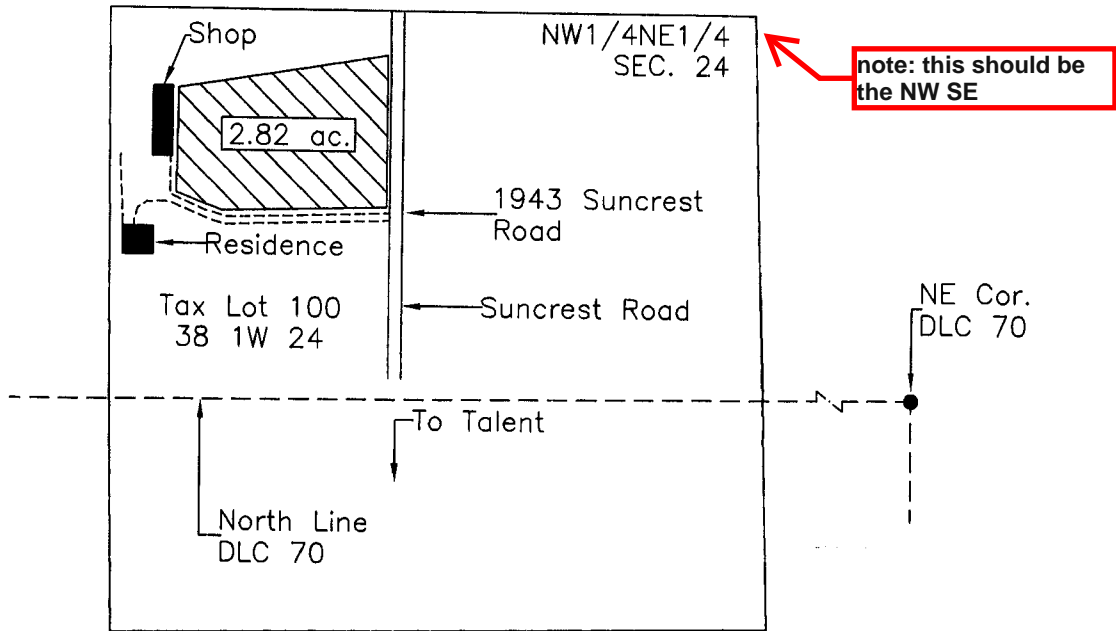 Shop
NW1/4NE1/4
SEC. 24
note: this should be
the NW SE
2.82 ac.
1943 Suncrest
Road
Residence
Tax Lot 100
38 1W 24
Suncrest Road
NE Cor.
DLC 70
To Talent
North Line
DLC 70